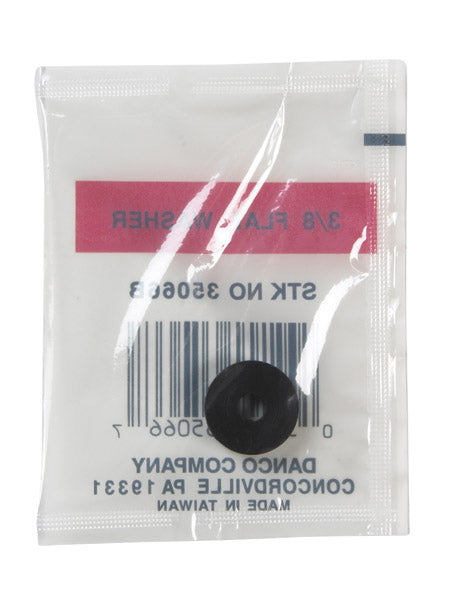 3/8 FLAT WASHER
STK NO 35066B
0 35066 7
DANCO COMPANY
CONCORDVILLE PA 19331
MADE IN TAIWAN